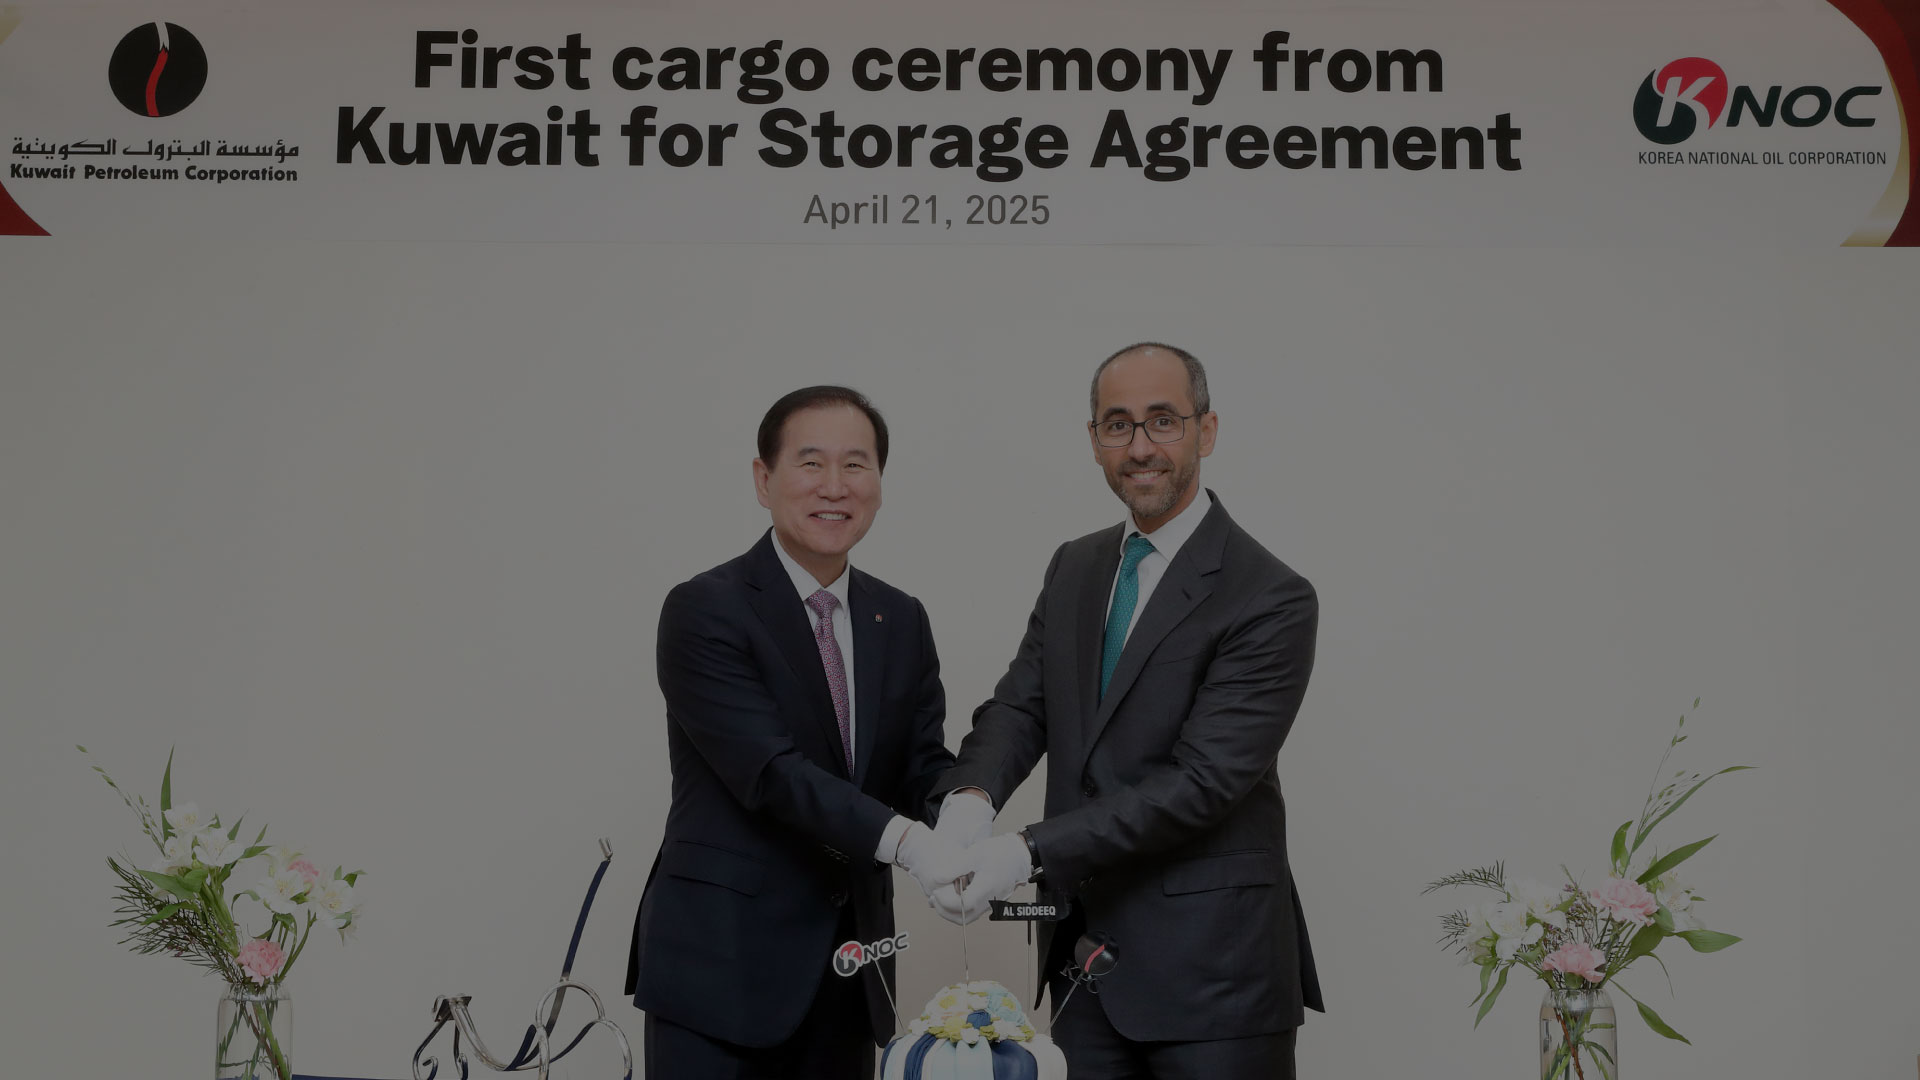 First cargo ceremony from
Kuwait for Storage Agreement
April 21, 2025
مؤسسة البترول الكويتية
Kuwait Petroleum Corporation
KNOC
KOREA NATIONAL OIL CORPORATION
AL SIDDEEQ
KNOC